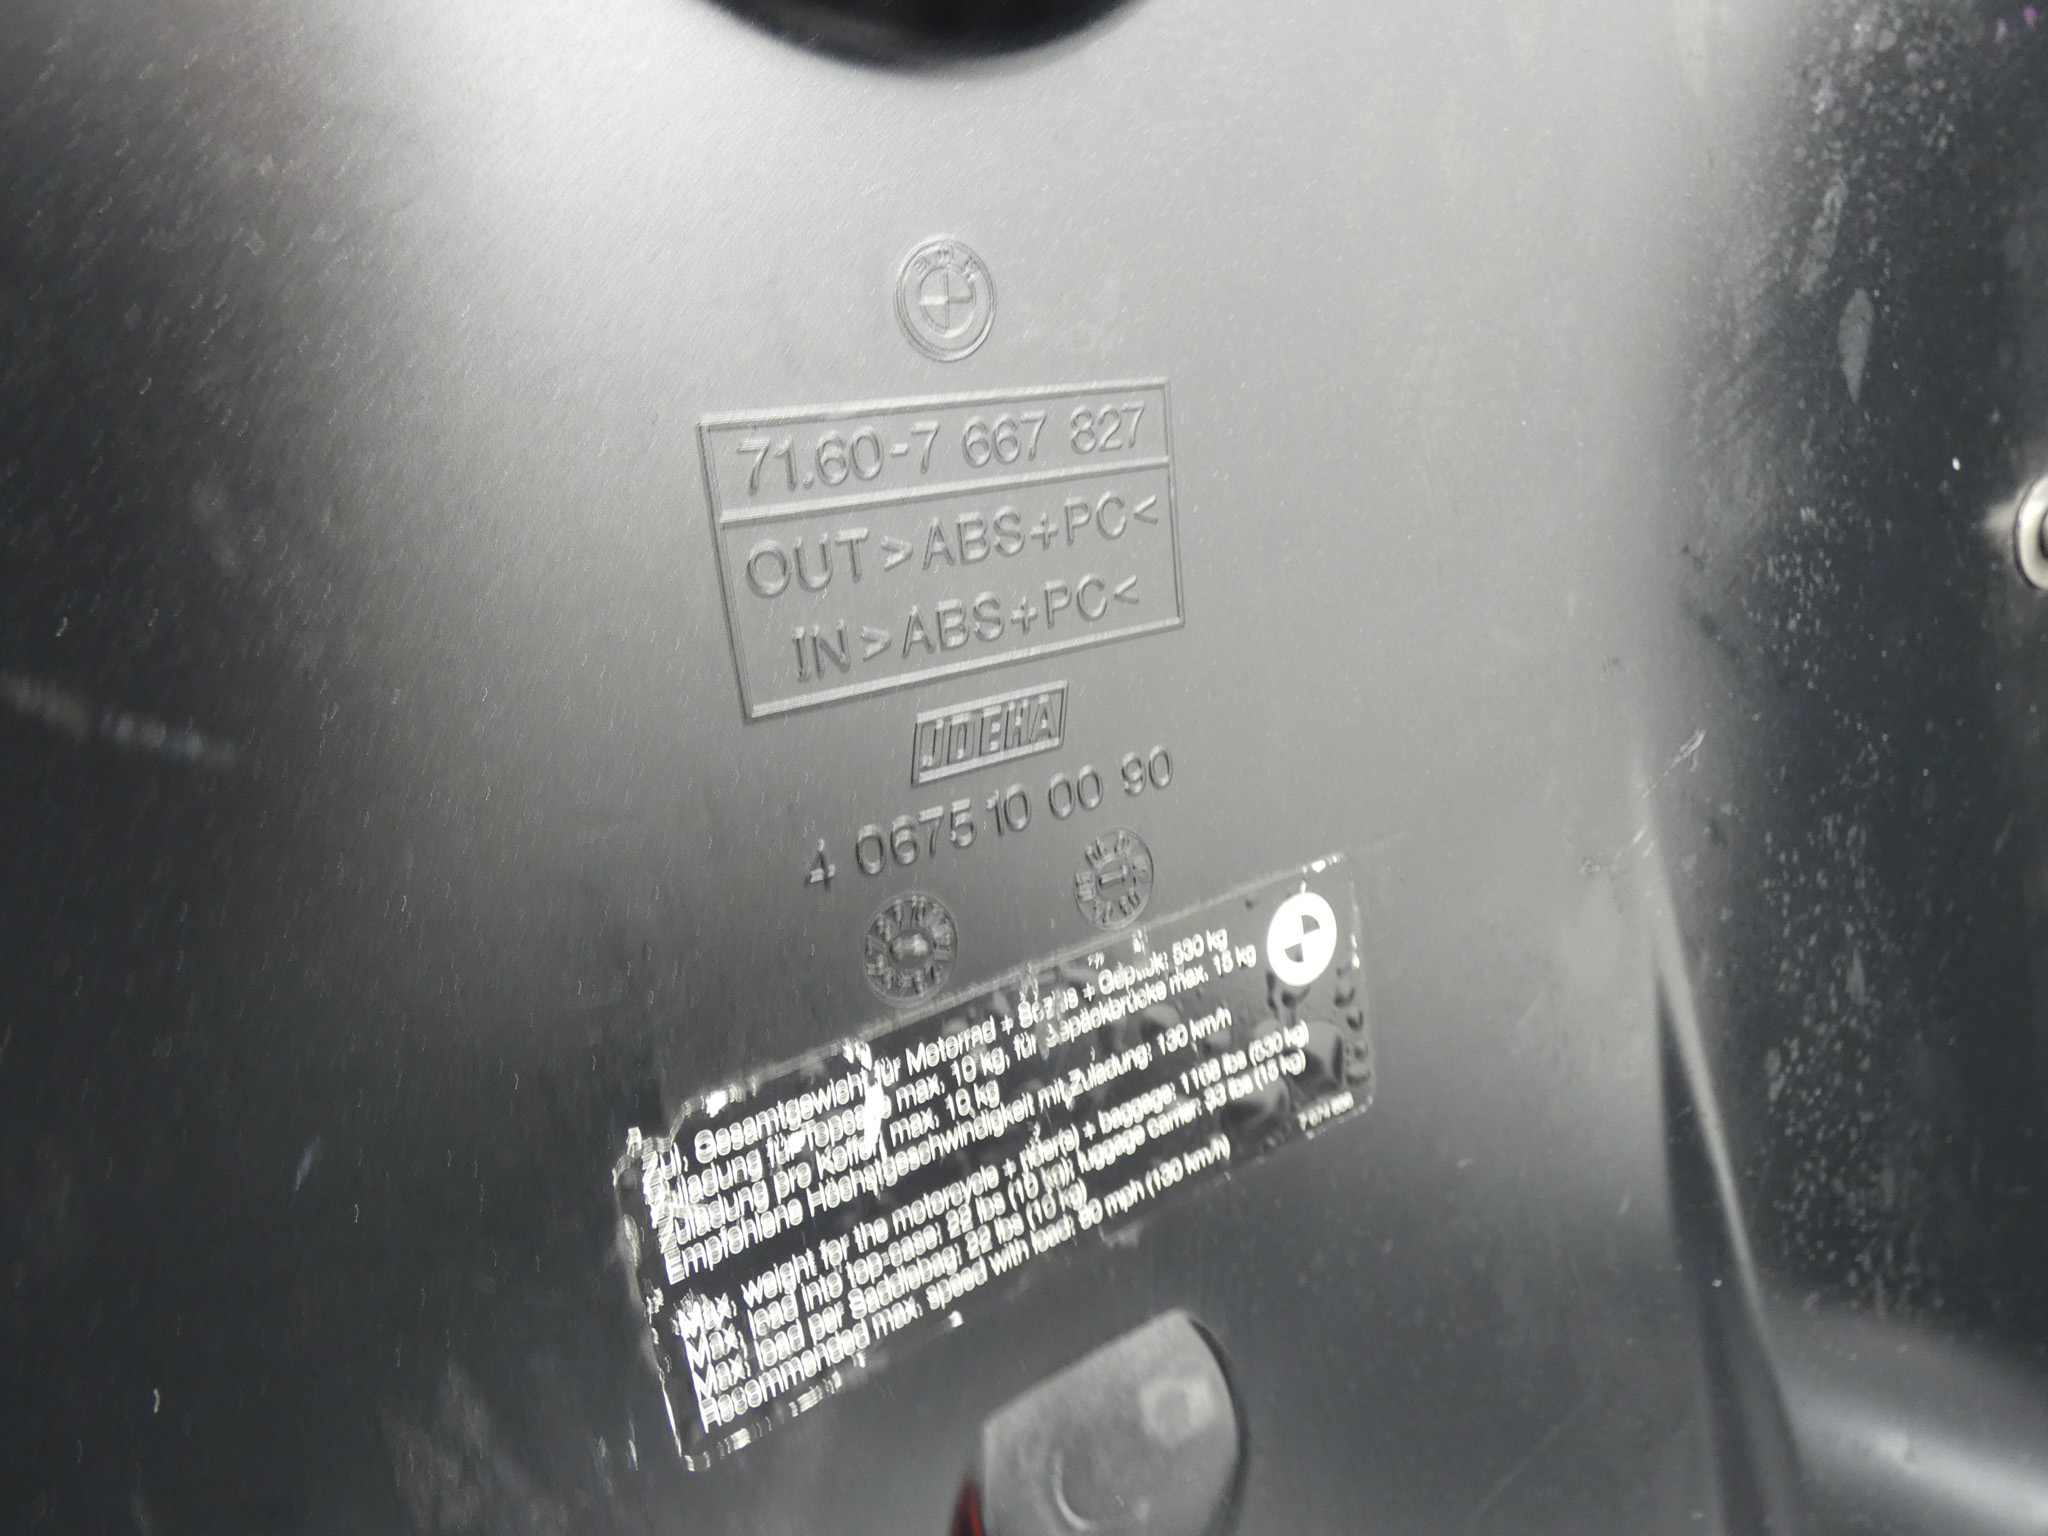 BMW
71.60-7 667 827
OUT>ABS+PC<
IN>ABS+PC<
JOEHA
4 0675 10 00 90
Zul. Gesamtgewicht für Motorrad + Sozius + Gepäck: 530 kg
Zuladung für Topcase max. 10 kg, für Gepäckbrücke max. 15 kg
Zuladung pro Koffer max. 10 kg
Empfohlene Höchstgeschwindigkeit mit Zuladung: 130 km/h
Max. weight for the motorcycle + rider(s) + baggage: 1168 lbs (530 kg)
Max. load into top-case: 22 lbs (10 kg); luggage carrier: 33 lbs (15 kg)
Max. load per Saddlebag: 22 lbs (10 kg)
Recommended max. speed with load: 80 mph (130 km/h)